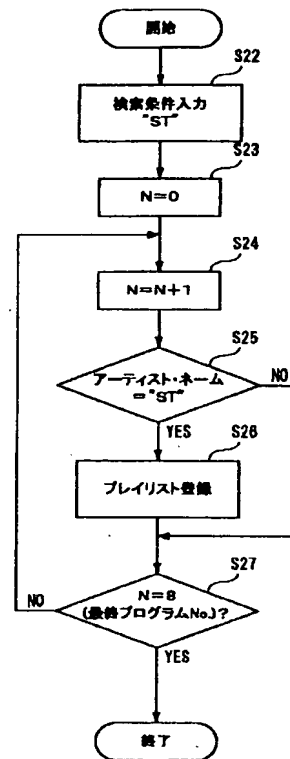 開始
S22
検索条件入力
"ST"
S23
N=0
S24
N=N+1
S25
アーティスト・ネーム
="ST"
NO
YES
S26
プレイリスト登録
S27
N=8
(最終プログラムNo.)?
NO
YES
終了